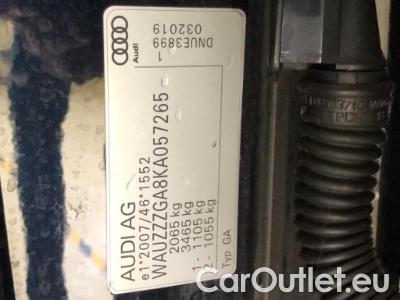 AUDI AG
e1*2007/46*1552
WAUZZZGA8KA057265
2065 kg
3465 kg
1 - 1105 kg
2 - 1055 kg
Typ GA
Audi
1
DNUE3899
032019
CarOutlet.eu